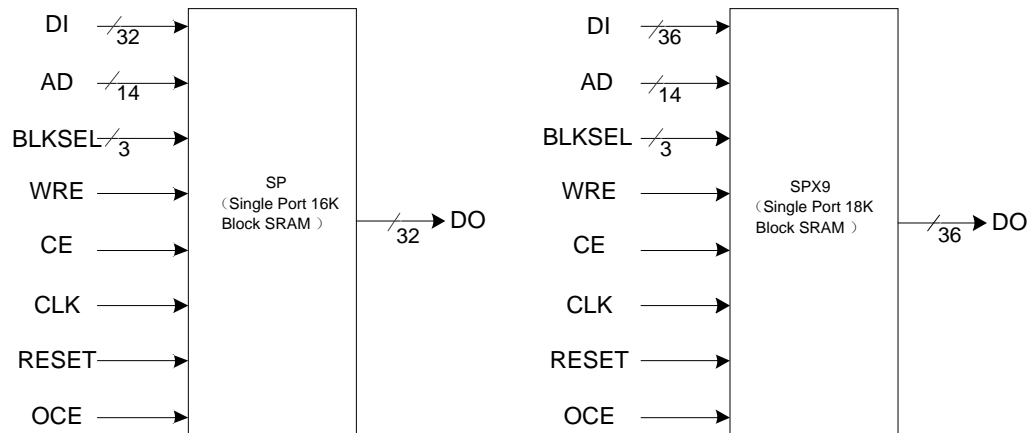 DI
32
AD
14
BLKSEL
3
WRE
CE
CLK
RESET
OCE
SP
（Single Port 16K
Block SRAM ）
32
DO
DI
36
AD
14
BLKSEL
3
WRE
CE
CLK
RESET
OCE
SPX9
（Single Port 18K
Block SRAM ）
36
DO